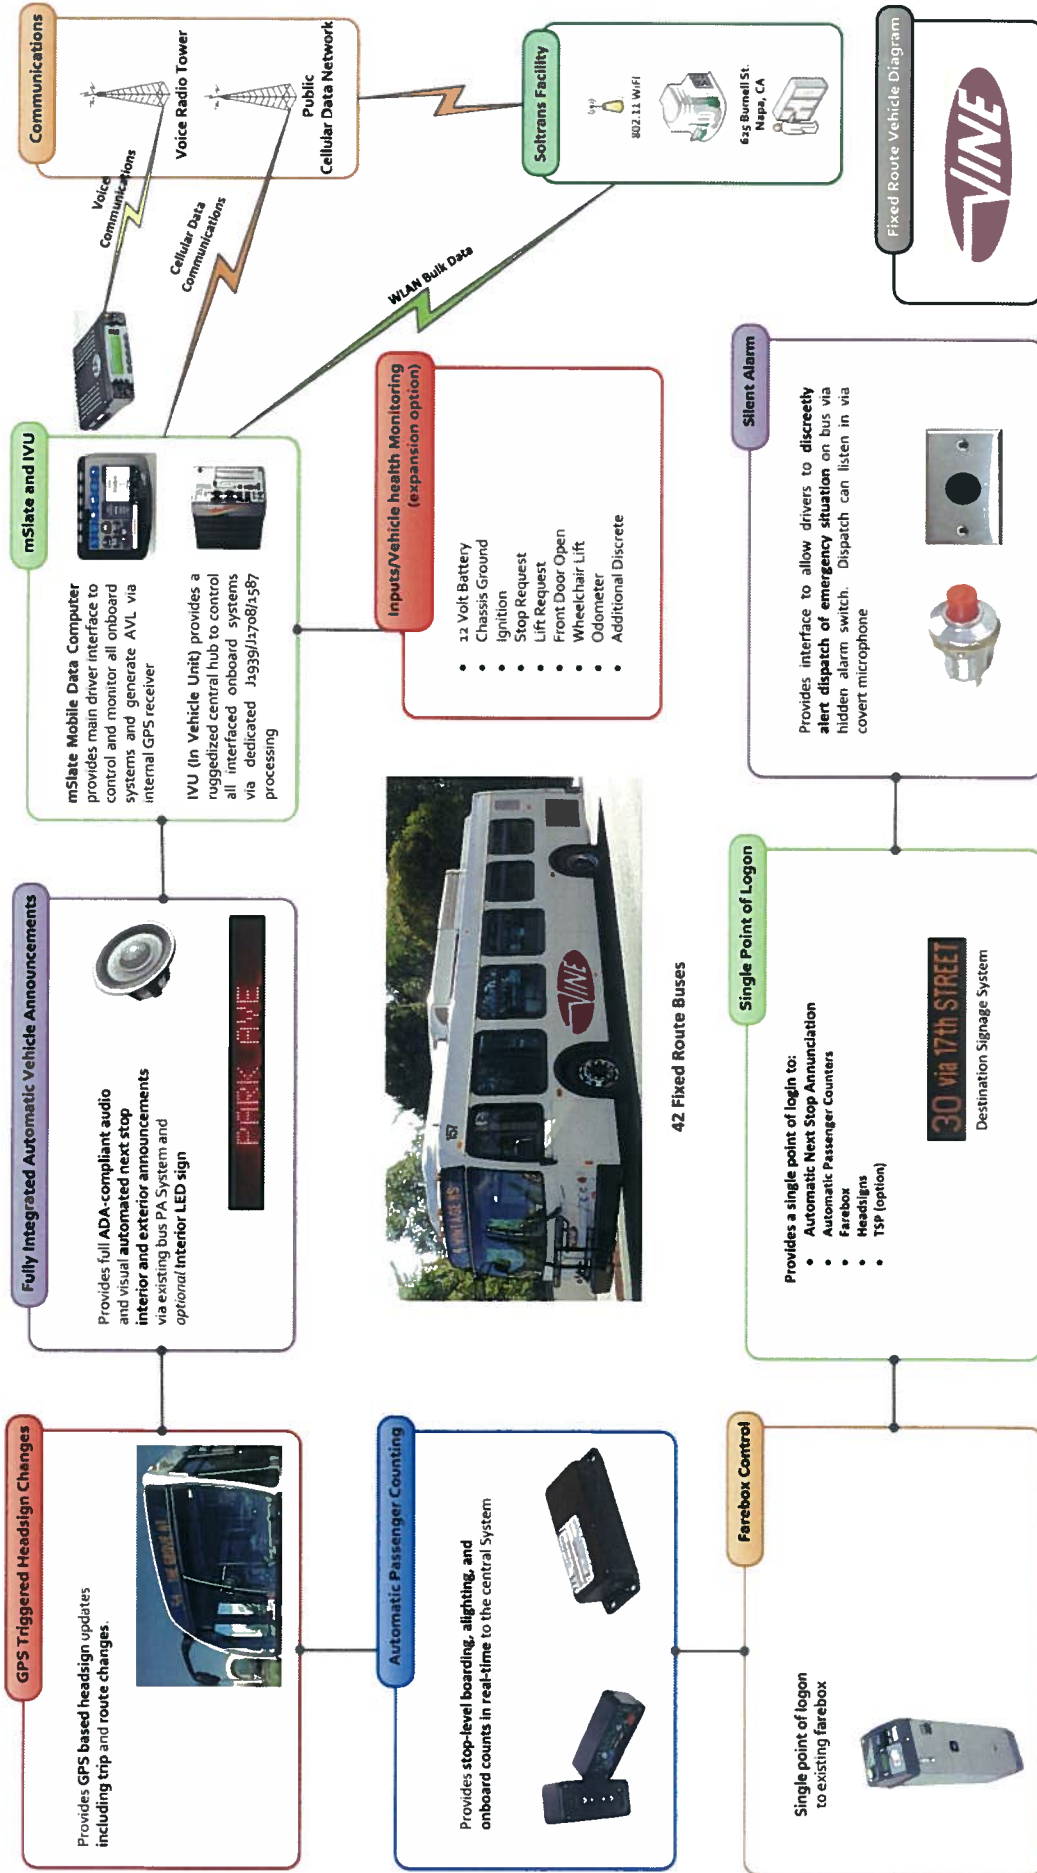 GPS Triggered Headsign Changes
Provides GPS based headsign updates
including trip and route changes.
Fully Integrated Automatic Vehicle Announcements
Provides full ADA-compliant audio
and visual automated next stop
interior and exterior announcements
via existing bus PA System and
optional Interior LED sign
PARK AVE
mSlate and IVU
mSlate Mobile Data Computer
provides main driver interface to
control and monitor all onboard
systems and generate AVL via
internal GPS receiver
IVU (In Vehicle Unit) provides a
ruggedized central hub to control
all interfaced onboard systems
via dedicated J1939/J1708/1587
processing
Voice
Communications
Cellular Data
Communications
WLAN Bulk Data
Communications
Voice Radio Tower
Public
Cellular Data Network
Automatic Passenger Counting
Provides stop-level boarding, alighting, and
onboard counts in real-time to the central System
157
VINE
42 Fixed Route Buses
Inputs/Vehicle health Monitoring
(expansion option)
• 12 Volt Battery
• Chassis Ground
• Ignition
• Stop Request
• Lift Request
• Front Door Open
• Wheelchair Lift
• Odometer
• Additional Discrete
Soltrans Facility
802.11 WiFi
625 Burnell St.
Napa, CA
Farebox Control
Single point of logon
to existing farebox
Single Point of Logon
Provides a single point of login to:
• Automatic Next Stop Annunciation
• Automatic Passenger Counters
• Farebox
• Headsigns
• TSP (option)
30 via 17th STREET
Destination Signage System
Silent Alarm
Provides interface to allow drivers to discreetly
alert dispatch of emergency situation on bus via
hidden alarm switch. Dispatch can listen in via
covert microphone
Fixed Route Vehicle Diagram
VINE